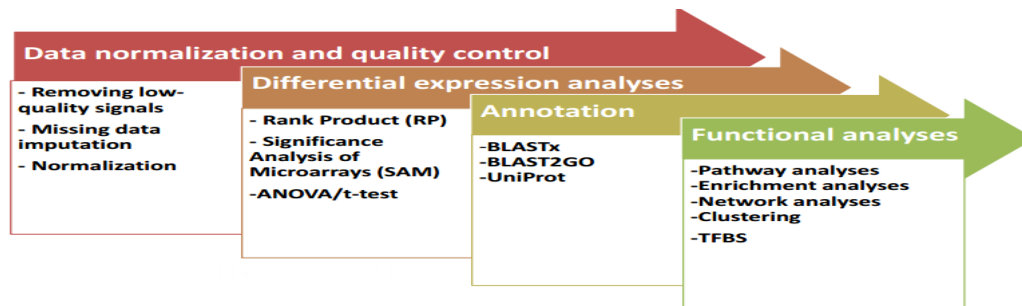 Data normalization and quality control
- Removing low-
quality signals
- Missing data
imputation
- Normalization
Differential expression analyses
- Rank Product (RP)
- Significance
Analysis of
Microarrays (SAM)
-ANOVA/t-test
Annotation
-BLASTx
-BLAST2GO
-UniProt
Functional analyses
-Pathway analyses
-Enrichment analyses
-Network analyses
-Clustering
-TFBS